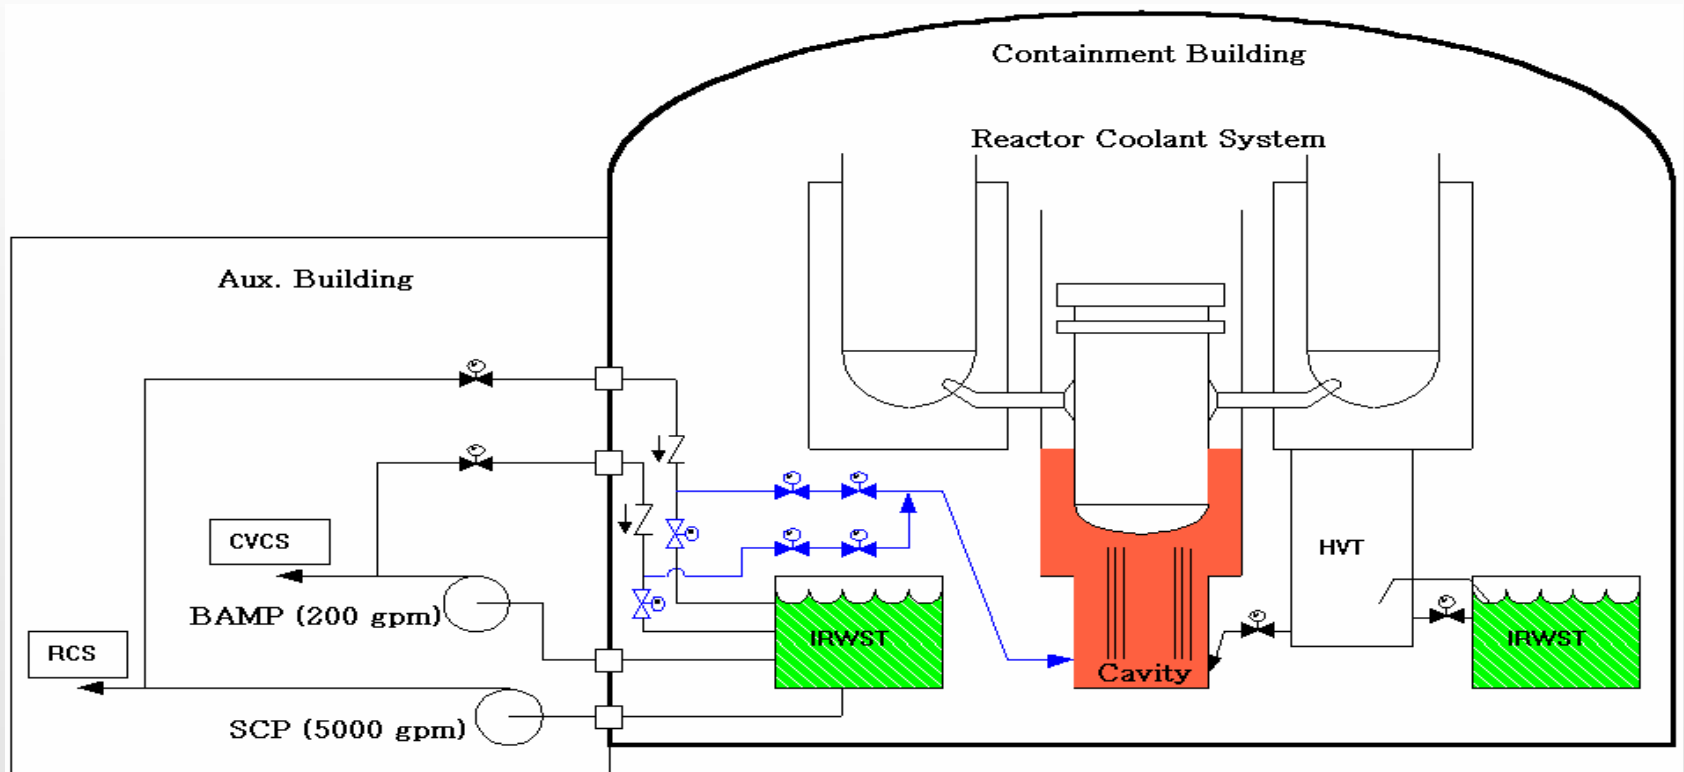 Containment Building
Reactor Coolant System
Aux. Building
CVCS
HVT
BAMP (200 gpm)
IRWST
IRWST
RCS
Cavity
SCP (5000 gpm)